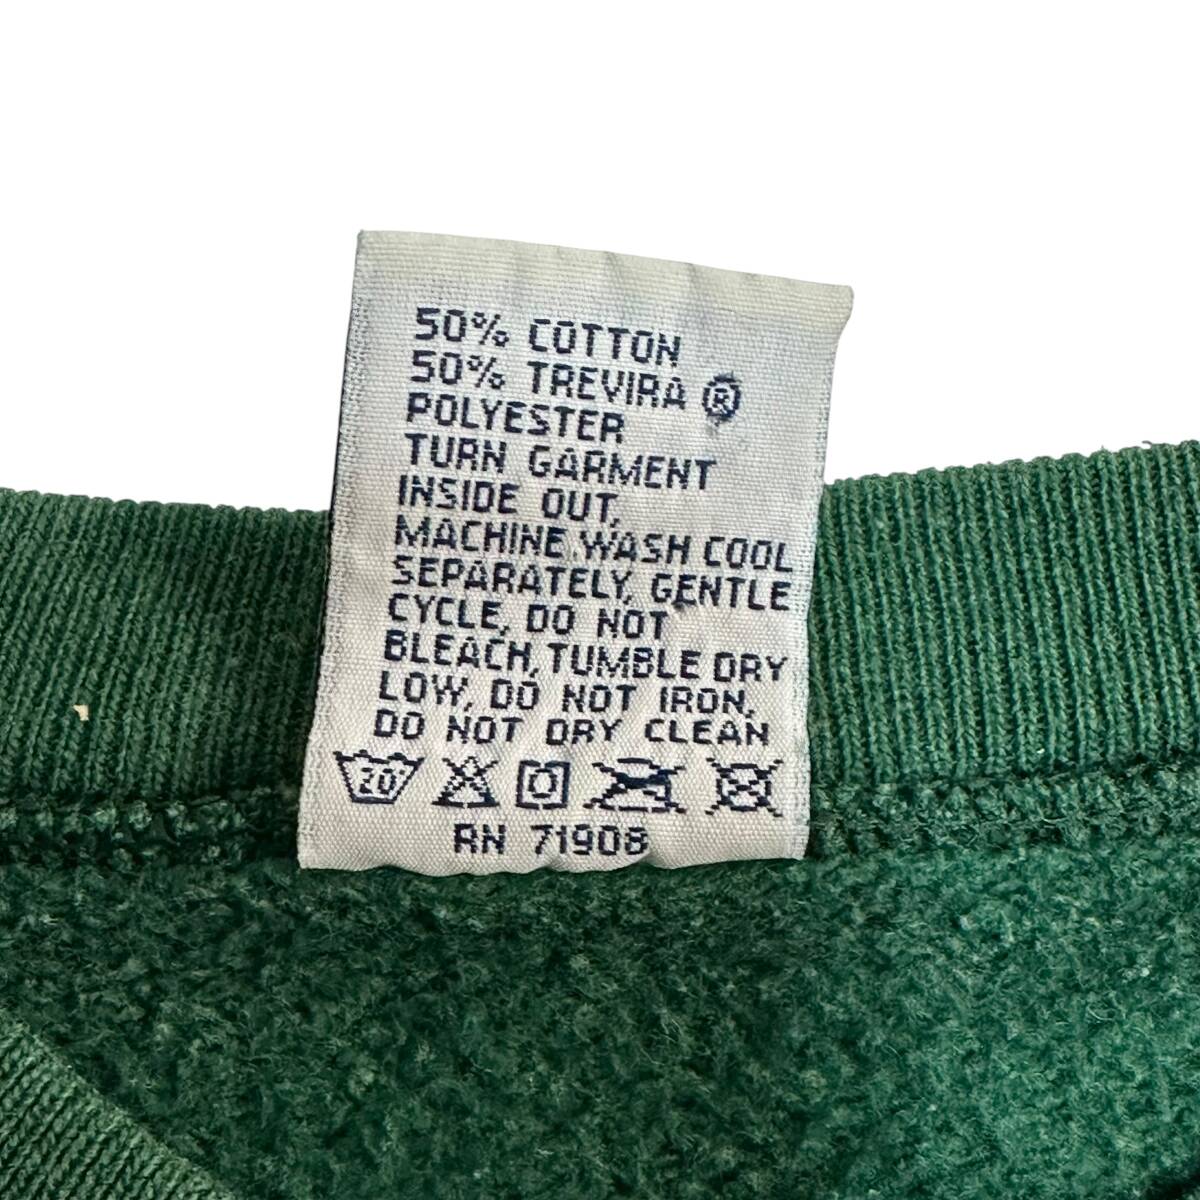 50% COTTON
50% TREVIRA ®
POLYESTER
TURN GARMENT
INSIDE OUT,
MACHINE WASH COOL
SEPARATELY, GENTLE
CYCLE, DO NOT
BLEACH, TUMBLE DRY
LOW, DO NOT IRON,
DO NOT DRY CLEAN
20°
RN 71908